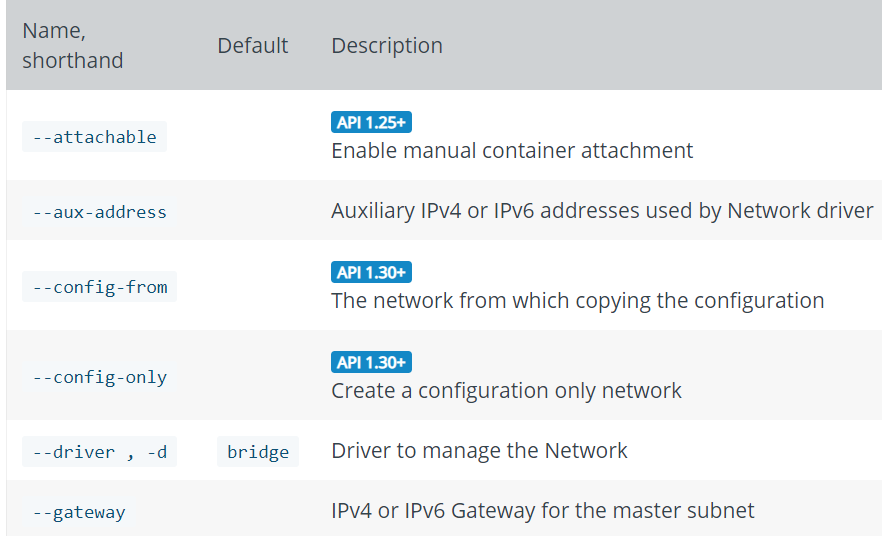 Name, shorthand Default Description
--attachable API 1.25+
Enable manual container attachment
--aux-address Auxiliary IPv4 or IPv6 addresses used by Network driver
--config-from API 1.30+
The network from which copying the configuration
--config-only API 1.30+
Create a configuration only network
--driver , -d bridge Driver to manage the Network
--gateway IPv4 or IPv6 Gateway for the master subnet